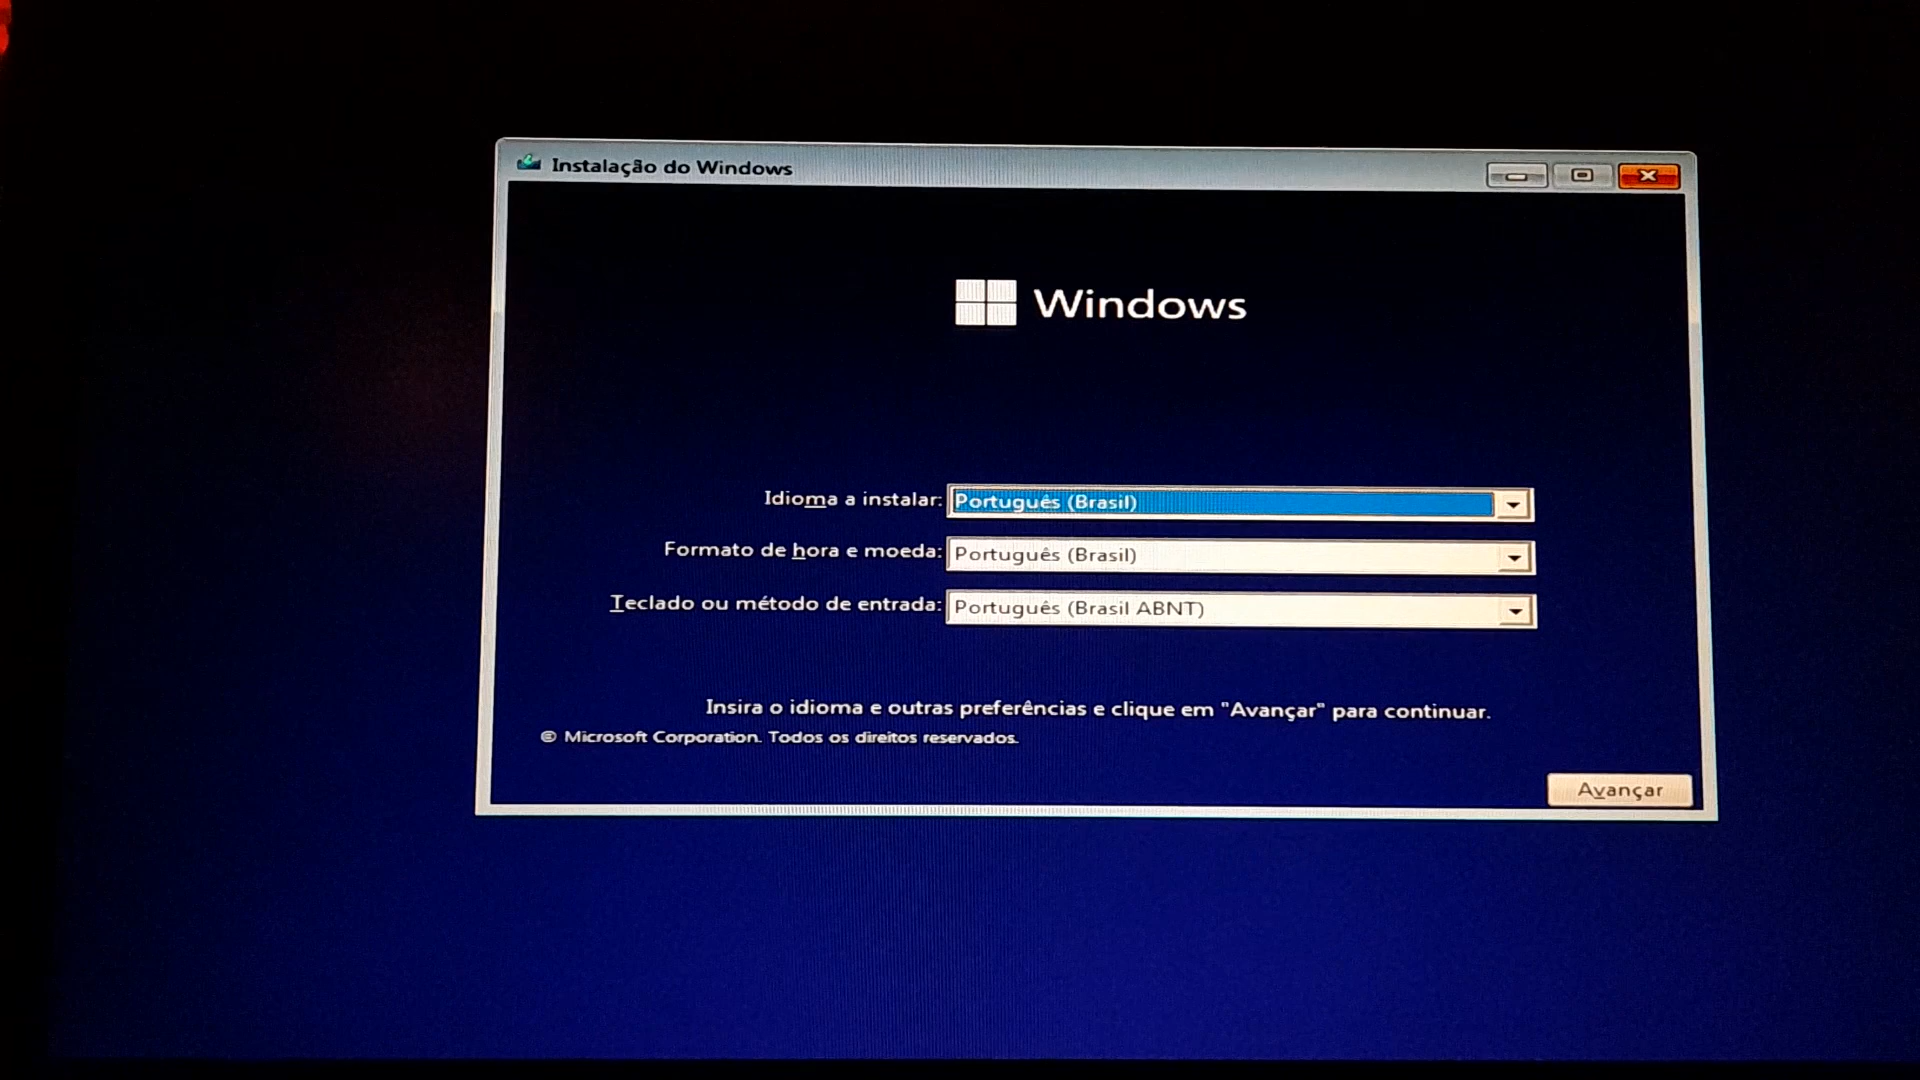 Instalação do Windows
Windows
Idioma a instalar: Português (Brasil)
Formato de hora e moeda: Português (Brasil)
Teclado ou método de entrada: Português (Brasil ABNT)
Insira o idioma e outras preferências e clique em "Avançar" para continuar.
© Microsoft Corporation. Todos os direitos reservados.
Avançar